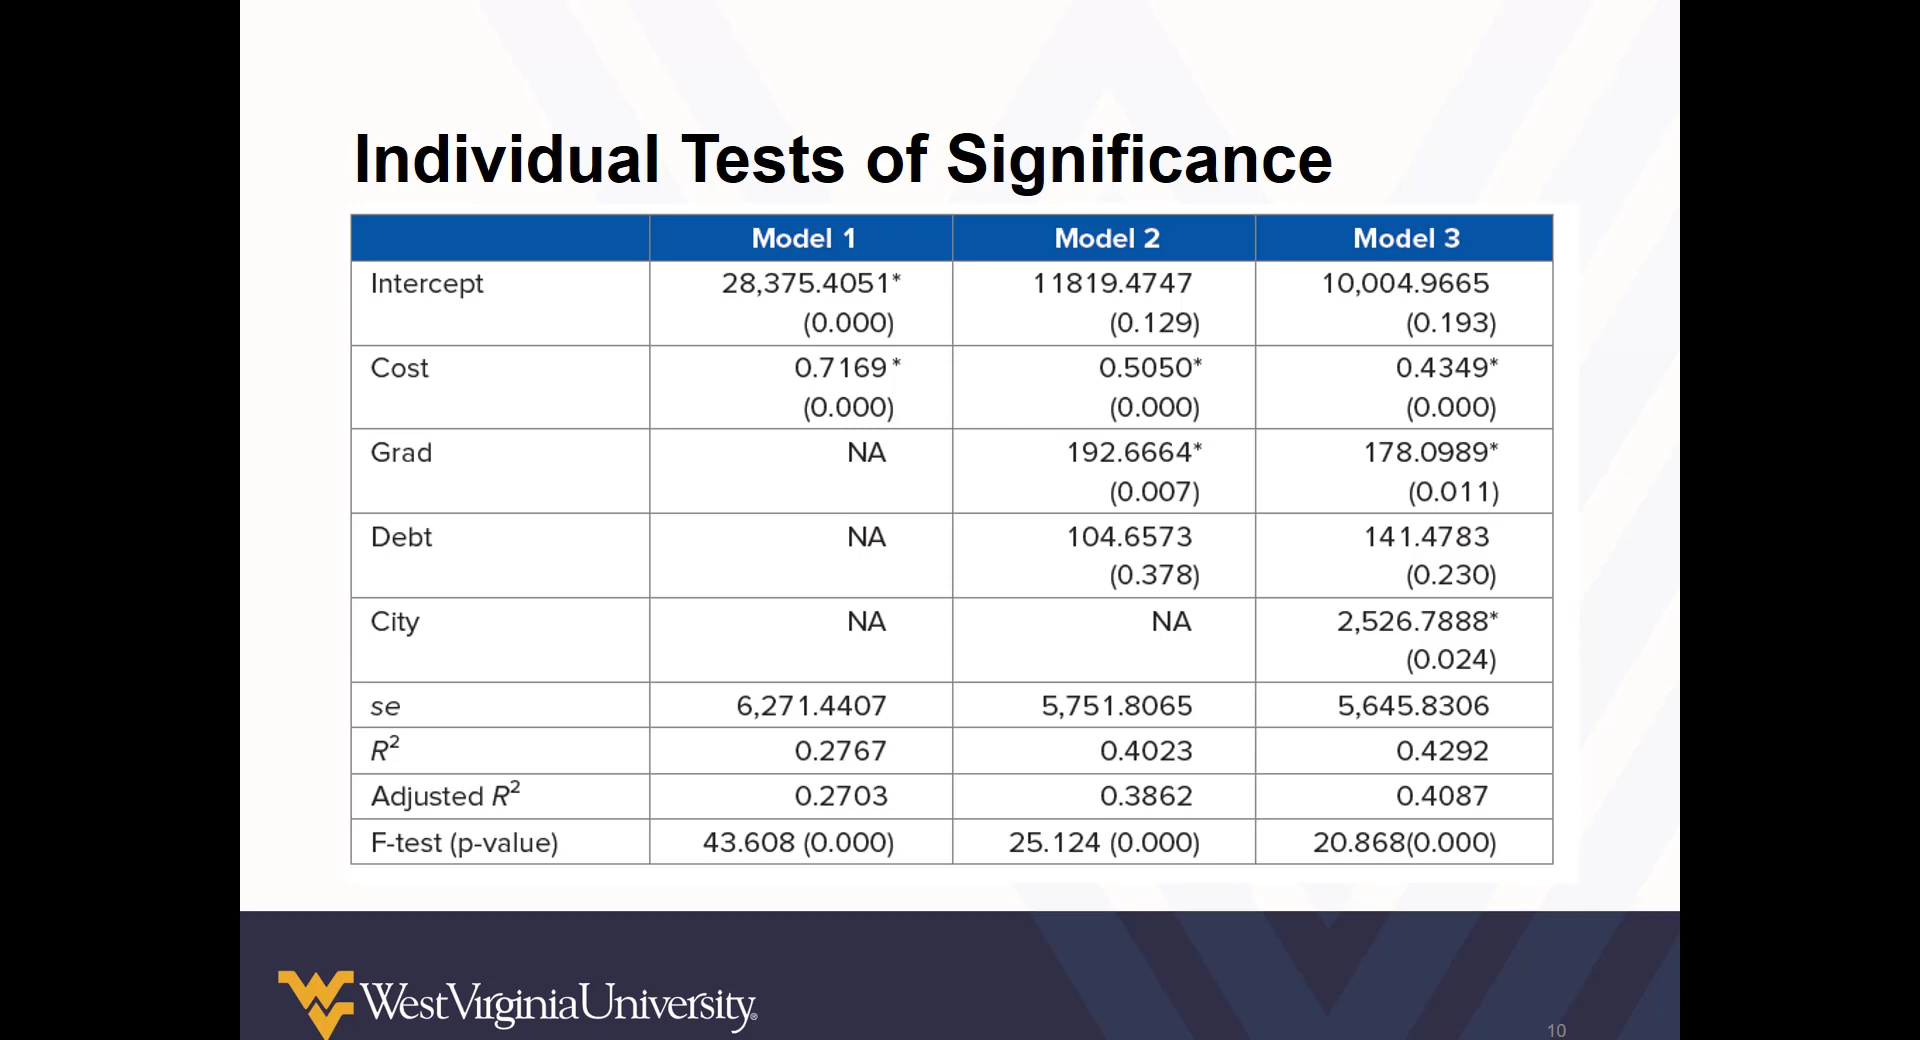 Individual Tests of Significance
Model 1 Model 2 Model 3
Intercept 28,375.4051* 11819.4747 10,004.9665
(0.000) (0.129) (0.193)
Cost 0.7169* 0.5050* 0.4349*
(0.000) (0.000) (0.000)
Grad NA 192.6664* 178.0989*
(0.007) (0.011)
Debt NA 104.6573 141.4783
(0.378) (0.230)
City NA NA 2,526.7888*
(0.024)
se 6,271.4407 5,751.8065 5,645.8306
R² 0.2767 0.4023 0.4292
Adjusted R² 0.2703 0.3862 0.4087
F-test (p-value) 43.608 (0.000) 25.124 (0.000) 20.868(0.000)
WestVirginiaUniversity®
10